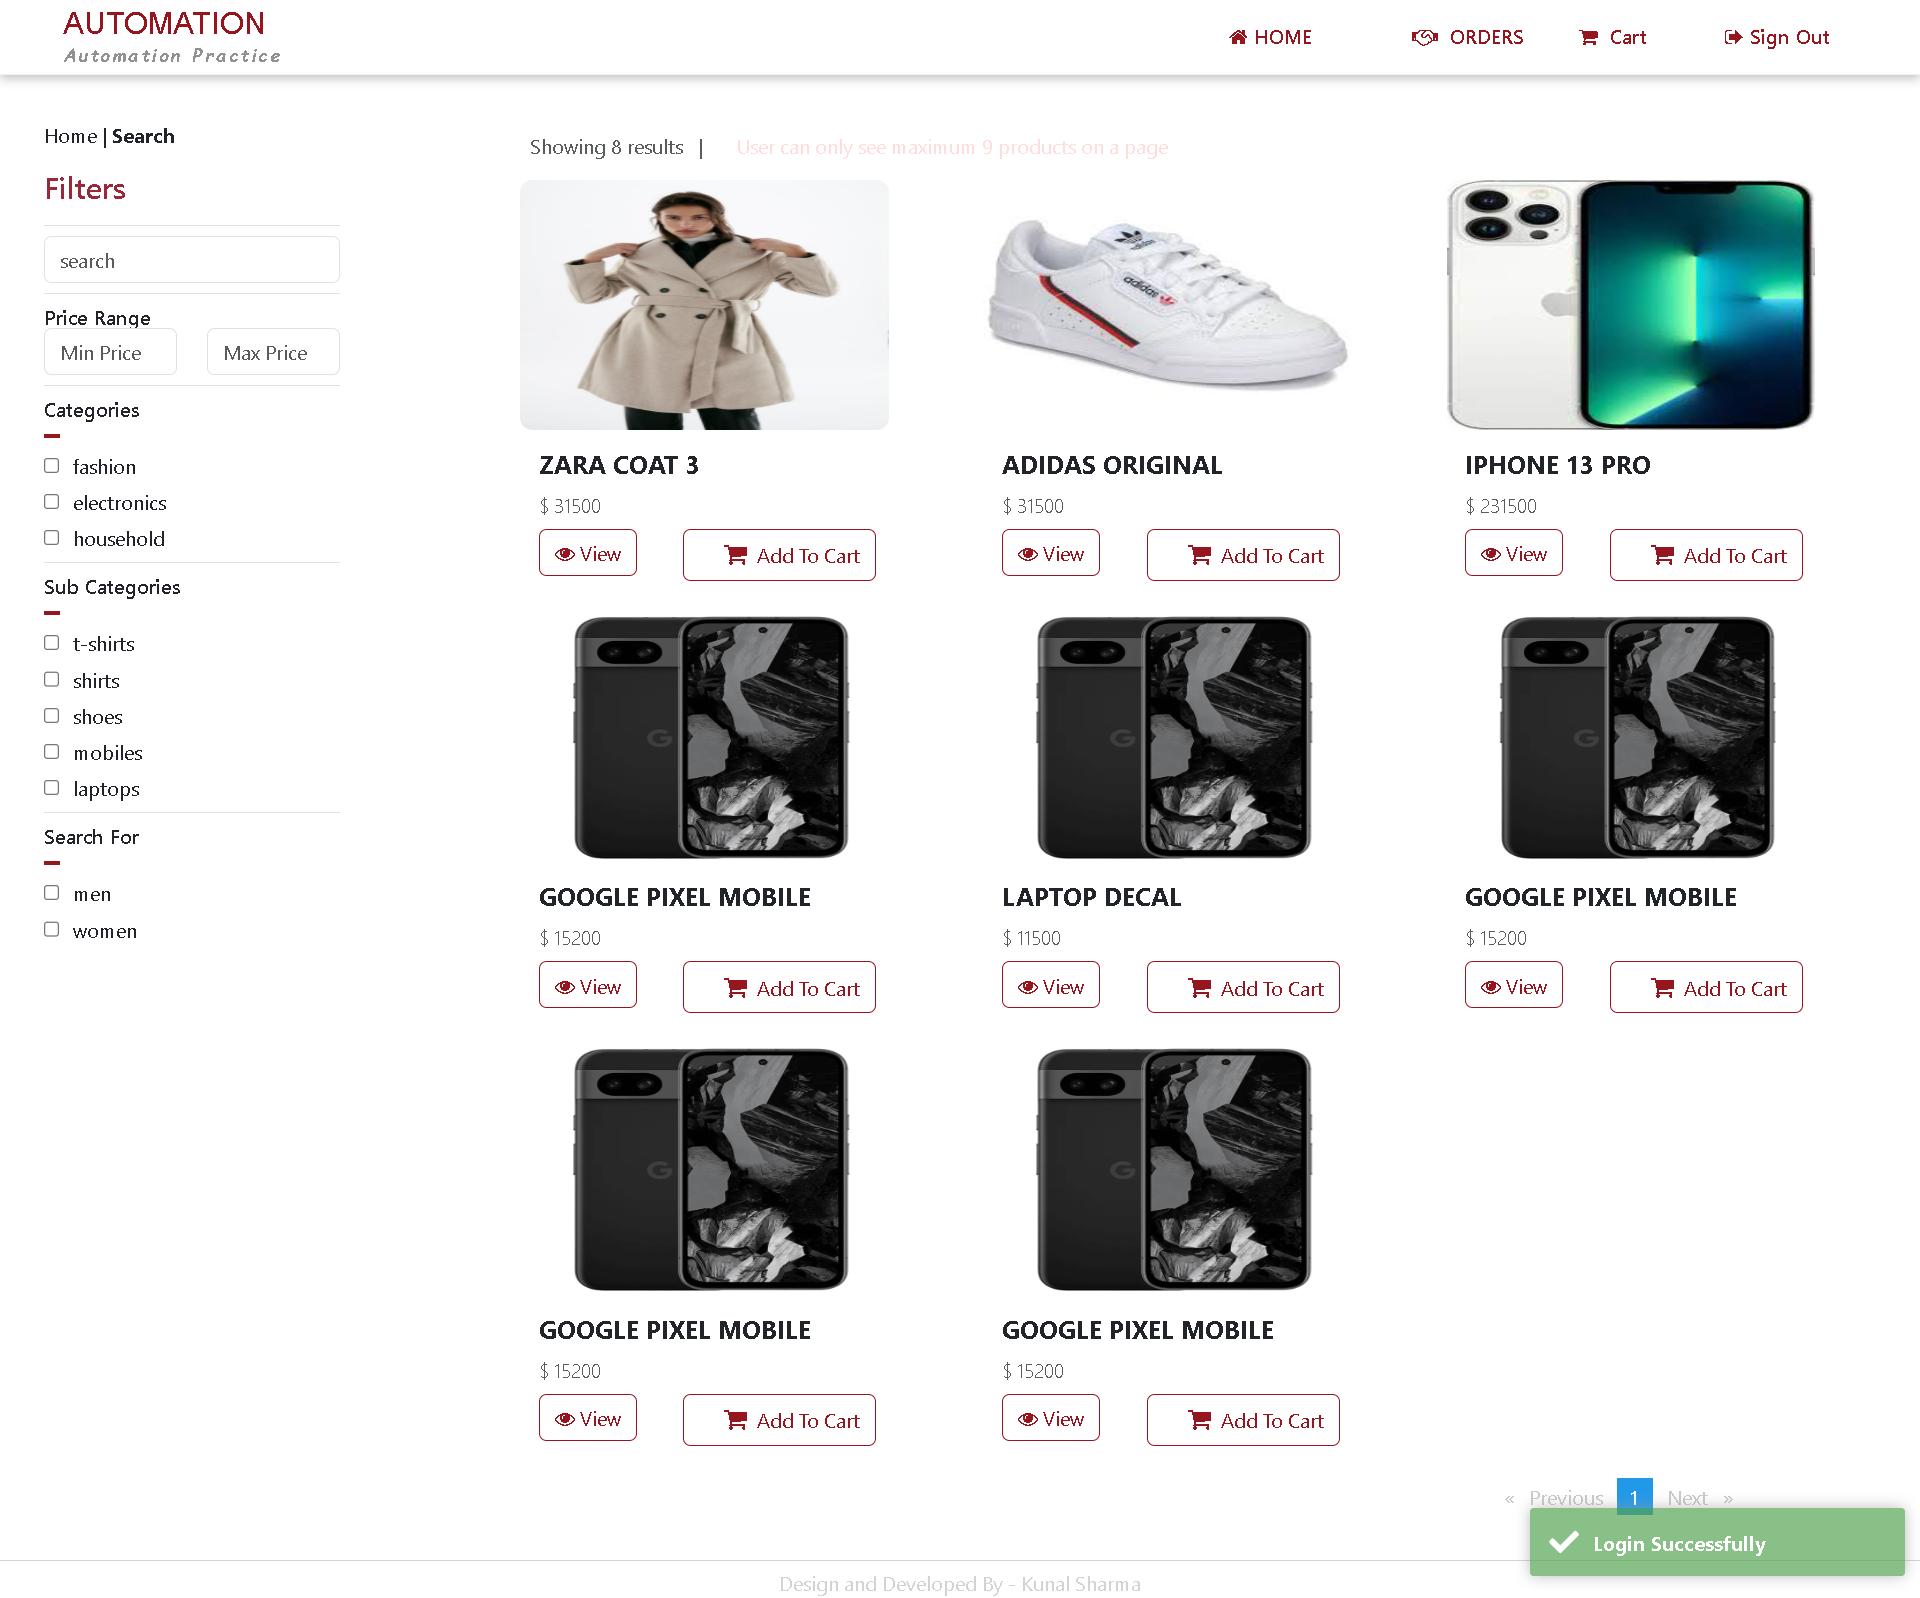 AUTOMATION
Automation Practice
HOME
ORDERS
Cart
Sign Out
Home | Search
Filters
search
Price Range
Min Price
Max Price
Categories
fashion
electronics
household
Sub Categories
t-shirts
shirts
shoes
mobiles
laptops
Search For
men
women
Showing 8 results |
User can only see maximum 9 products on a page
adidas
ZARA COAT 3
$ 31500
View
Add To Cart
ADIDAS ORIGINAL
$ 31500
View
Add To Cart
IPHONE 13 PRO
$ 231500
View
Add To Cart
G
GOOGLE PIXEL MOBILE
$ 15200
View
Add To Cart
G
LAPTOP DECAL
$ 11500
View
Add To Cart
G
GOOGLE PIXEL MOBILE
$ 15200
View
Add To Cart
G
GOOGLE PIXEL MOBILE
$ 15200
View
Add To Cart
G
GOOGLE PIXEL MOBILE
$ 15200
View
Add To Cart
« Previous 1 Next »
Login Successfully
Design and Developed By - Kunal Sharma